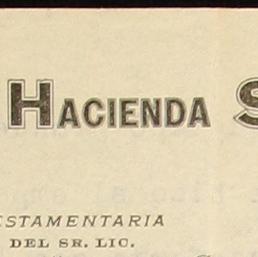 HACIENDA S
ESTAMENTARIA
DEL SR. LIC.